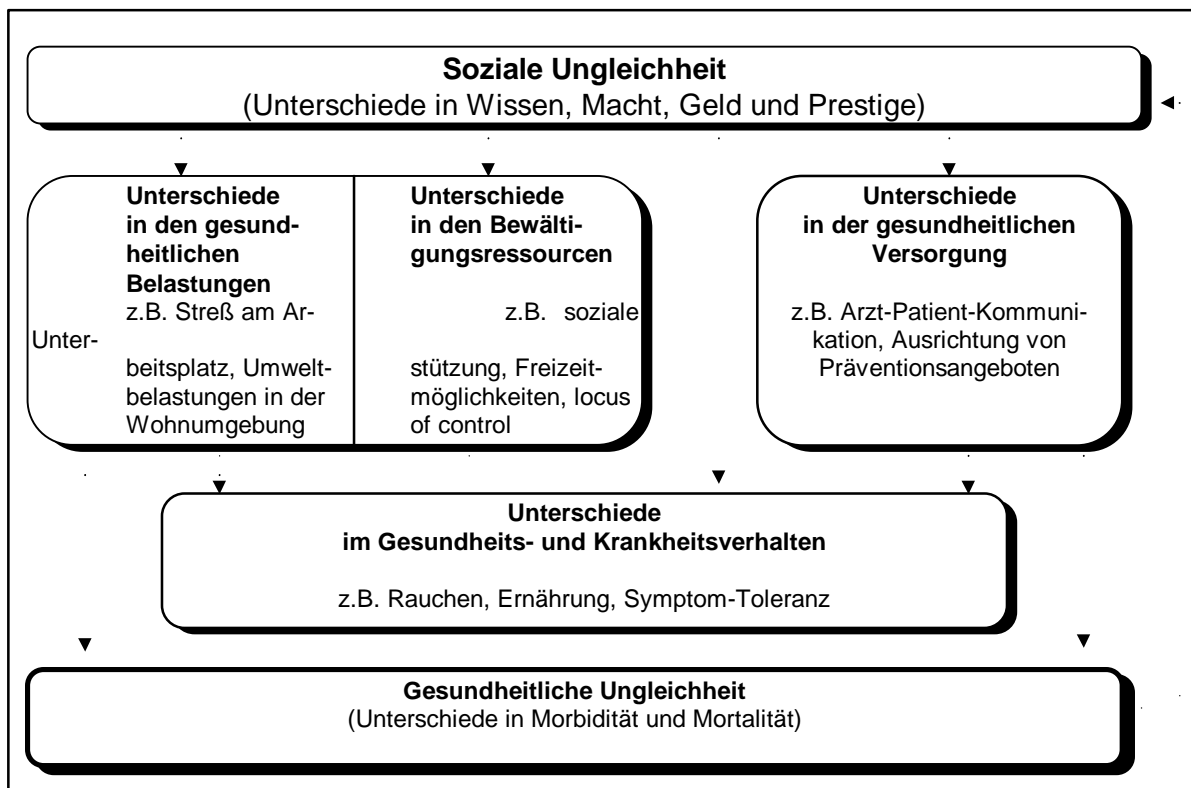 Soziale Ungleichheit
(Unterschiede in Wissen, Macht, Geld und Prestige)
Unterschiede
in den gesund-
heitlichen
Belastungen
z.B. Streß am Ar-
beitsplatz, Umwelt-
belastungen in der
Wohnumgebung
Unterschiede
in den Bewälti-
gungsressourcen
z.B. soziale
Unter-
stützung, Freizeit-
möglichkeiten, locus
of control
Unterschiede
in der gesundheitlichen
Versorgung
z.B. Arzt-Patient-Kommuni-
kation, Ausrichtung von
Präventionsangeboten
Unterschiede
im Gesundheits- und Krankheitsverhalten
z.B. Rauchen, Ernährung, Symptom-Toleranz
Gesundheitliche Ungleichheit
(Unterschiede in Morbidität und Mortalität)